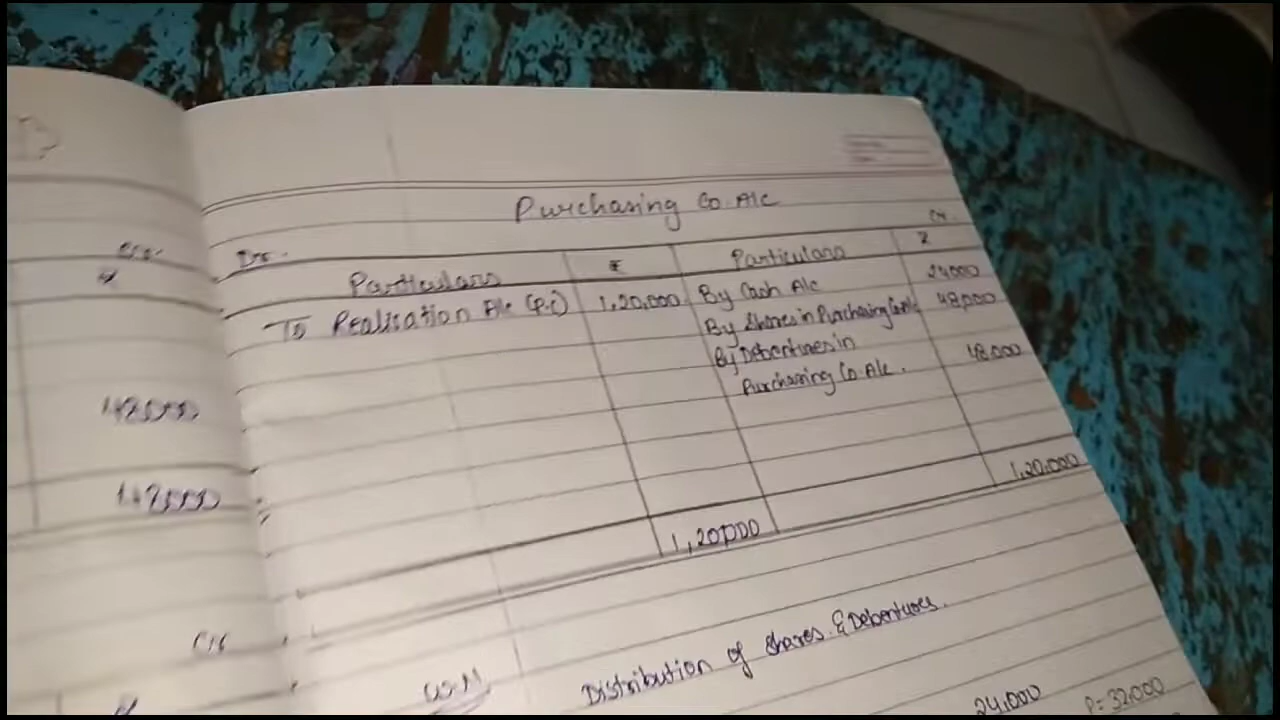 Purchasing Co. A/c
Dr. Cr.
Particulars ₹ Particulars ₹
To Realisation A/c (P.C) 1,20,000 By Cash A/c 24000
By Shares in Purchasing Co A/c 48,000
By Debentures in
Purchasing Co A/c. 48.000
1,20,000 1,20,000
W.N
Distribution of Shares & Debentures.
24,000 P = 32,000